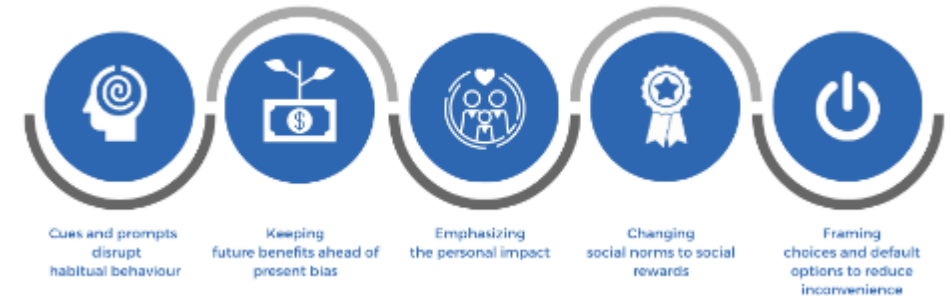 $
Cues and prompts
disrupt
habitual behaviour
Keeping
future benefits ahead of
present bias
Emphasizing
the personal impact
Changing
social norms to social
rewards
Framing
choices and default
options to reduce
inconvenience